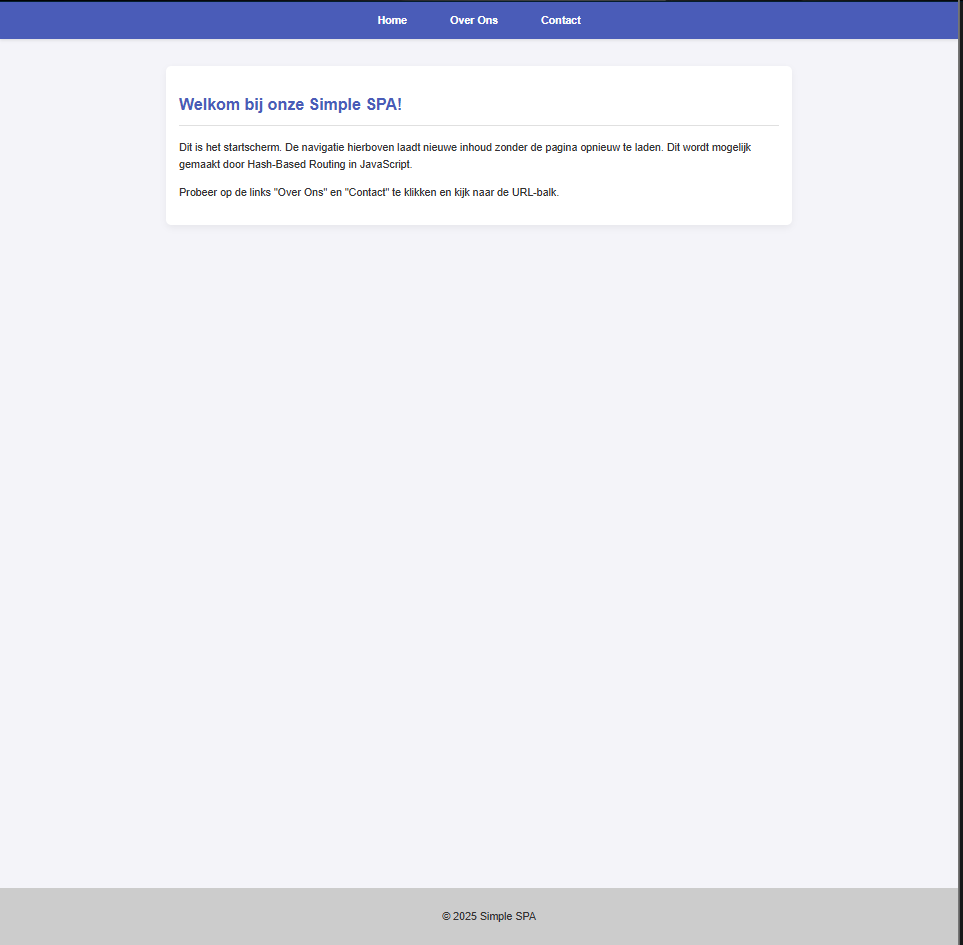 Home Over Ons Contact
Welkom bij onze Simple SPA!
Dit is het startscherm. De navigatie hierboven laadt nieuwe inhoud zonder de pagina opnieuw te laden. Dit wordt mogelijk
gemaakt door Hash-Based Routing in JavaScript.
Probeer op de links "Over Ons" en "Contact" te klikken en kijk naar de URL-balk.
© 2025 Simple SPA